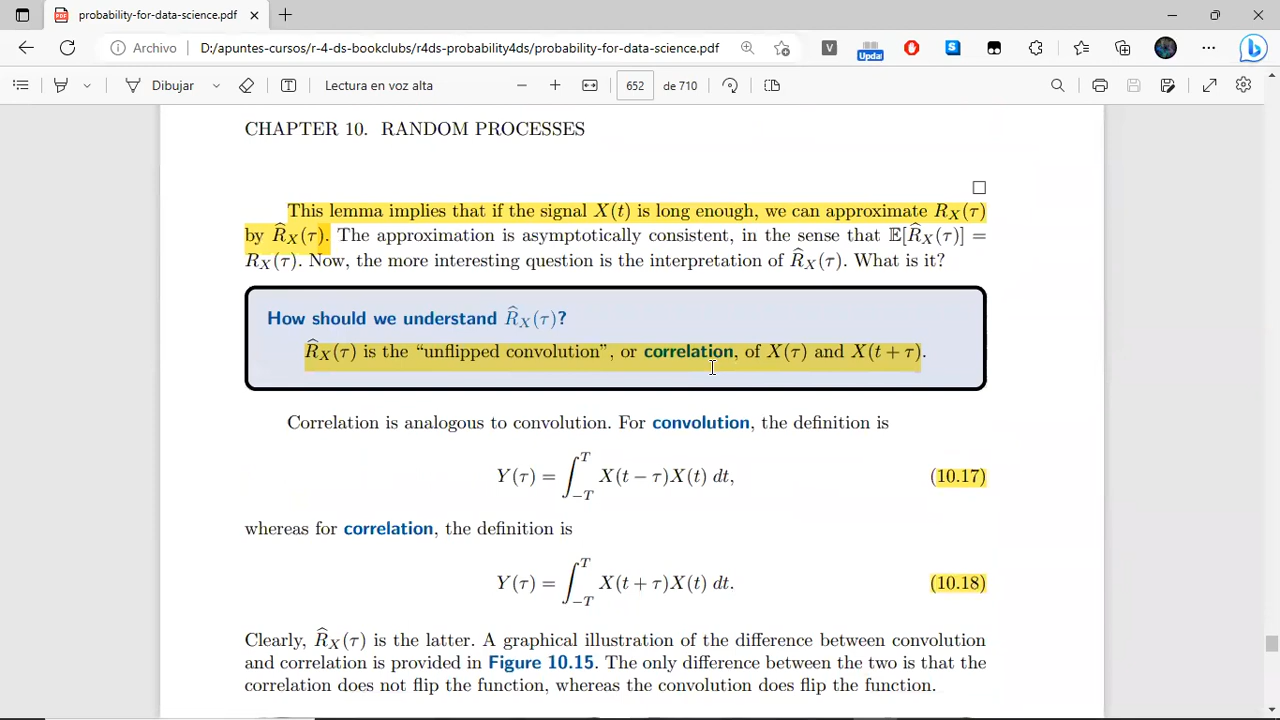 probability-for-data-science.pdf
Archivo D:/apuntes-cursos/r-4-ds-bookclubs/r4ds-probability4ds/probability-for-data-science.pdf
V Updat S
Dibujar Lectura en voz alta 652 de 710
CHAPTER 10. RANDOM PROCESSES
□
This lemma implies that if the signal X(t) is long enough, we can approximate R_X(τ)
by R̂_X(τ). The approximation is asymptotically consistent, in the sense that 𝔼[R̂_X(τ)] =
R_X(τ). Now, the more interesting question is the interpretation of R̂_X(τ). What is it?
How should we understand R̂_X(τ)?
R̂_X(τ) is the “unflipped convolution”, or correlation, of X(τ) and X(t + τ).
Correlation is analogous to convolution. For convolution, the definition is
Y(τ) = ∫_{−T}^{T} X(t − τ)X(t) dt, (10.17)
whereas for correlation, the definition is
Y(τ) = ∫_{−T}^{T} X(t + τ)X(t) dt. (10.18)
Clearly, R̂_X(τ) is the latter. A graphical illustration of the difference between convolution
and correlation is provided in Figure 10.15. The only difference between the two is that the
correlation does not flip the function, whereas the convolution does flip the function.